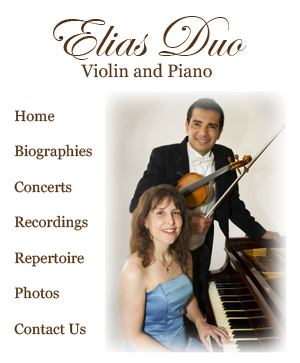 Elias Duo
Violin and Piano
Home
Biographies
Concerts
Recordings
Repertoire
Photos
Contact Us